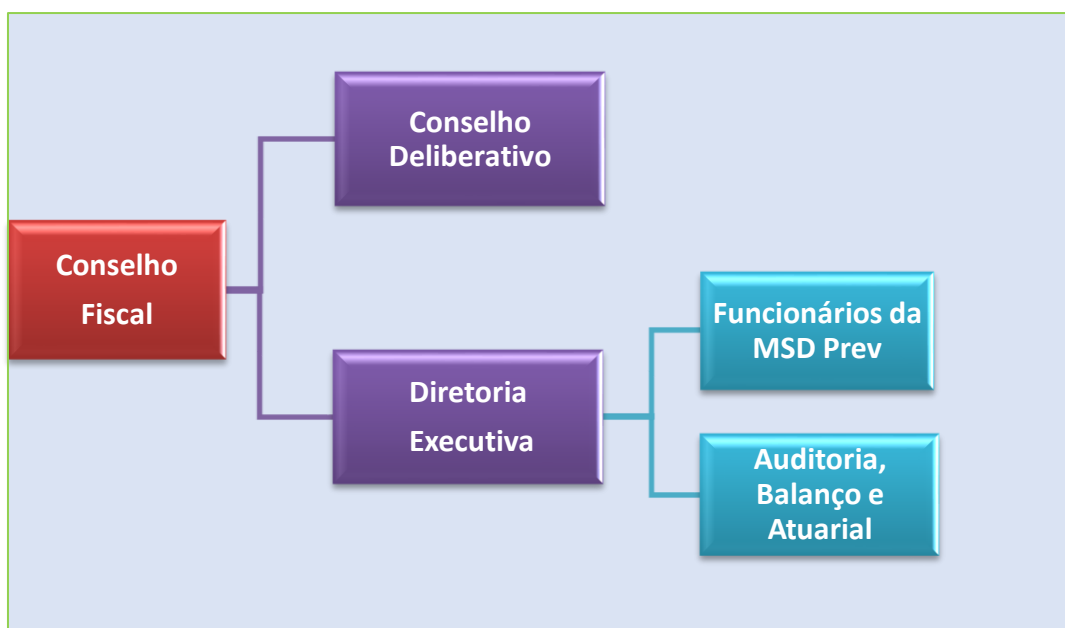 Conselho
Deliberativo
Conselho
Fiscal
Funcionários da
MSD Prev
Diretoria
Executiva
Auditoria,
Balanço e
Atuarial